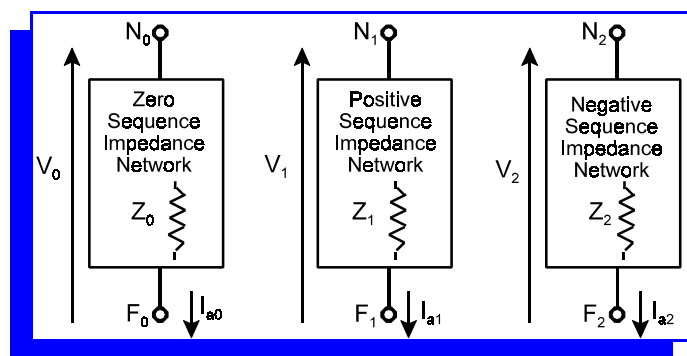 N0 N1 N2
Zero
Sequence
Impedance
Network
Z0
V0
F0
Ia0
Positive
Sequence
Impedance
Network
Z1
V1
F1
Ia1
Negative
Sequence
Impedance
Network
Z2
V2
F2
Ia2